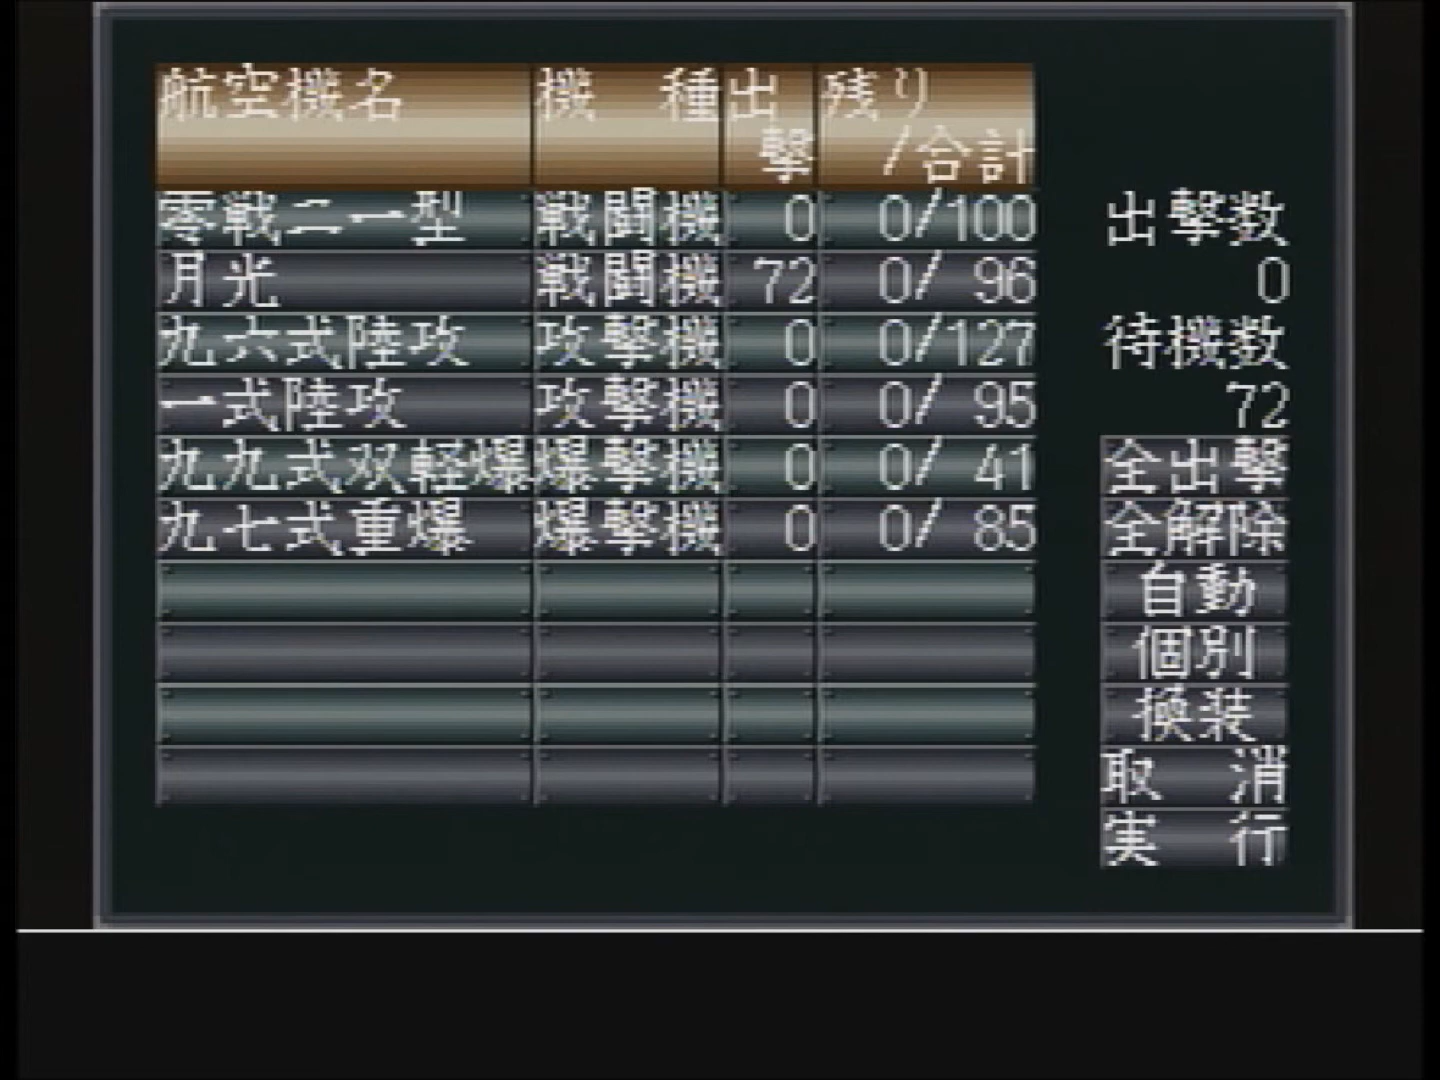 航空機名 機　種 出撃 残り/合計
零戦二一型 戦闘機 0 0/100
月光 戦闘機 72 0/ 96
九六式陸攻 攻撃機 0 0/127
一式陸攻 攻撃機 0 0/ 95
九九式双軽爆 爆撃機 0 0/ 41
九七式重爆 爆撃機 0 0/ 85
出撃数
0
待機数
72
全出撃
全解除
自動
個別
換装
取　消
実　行